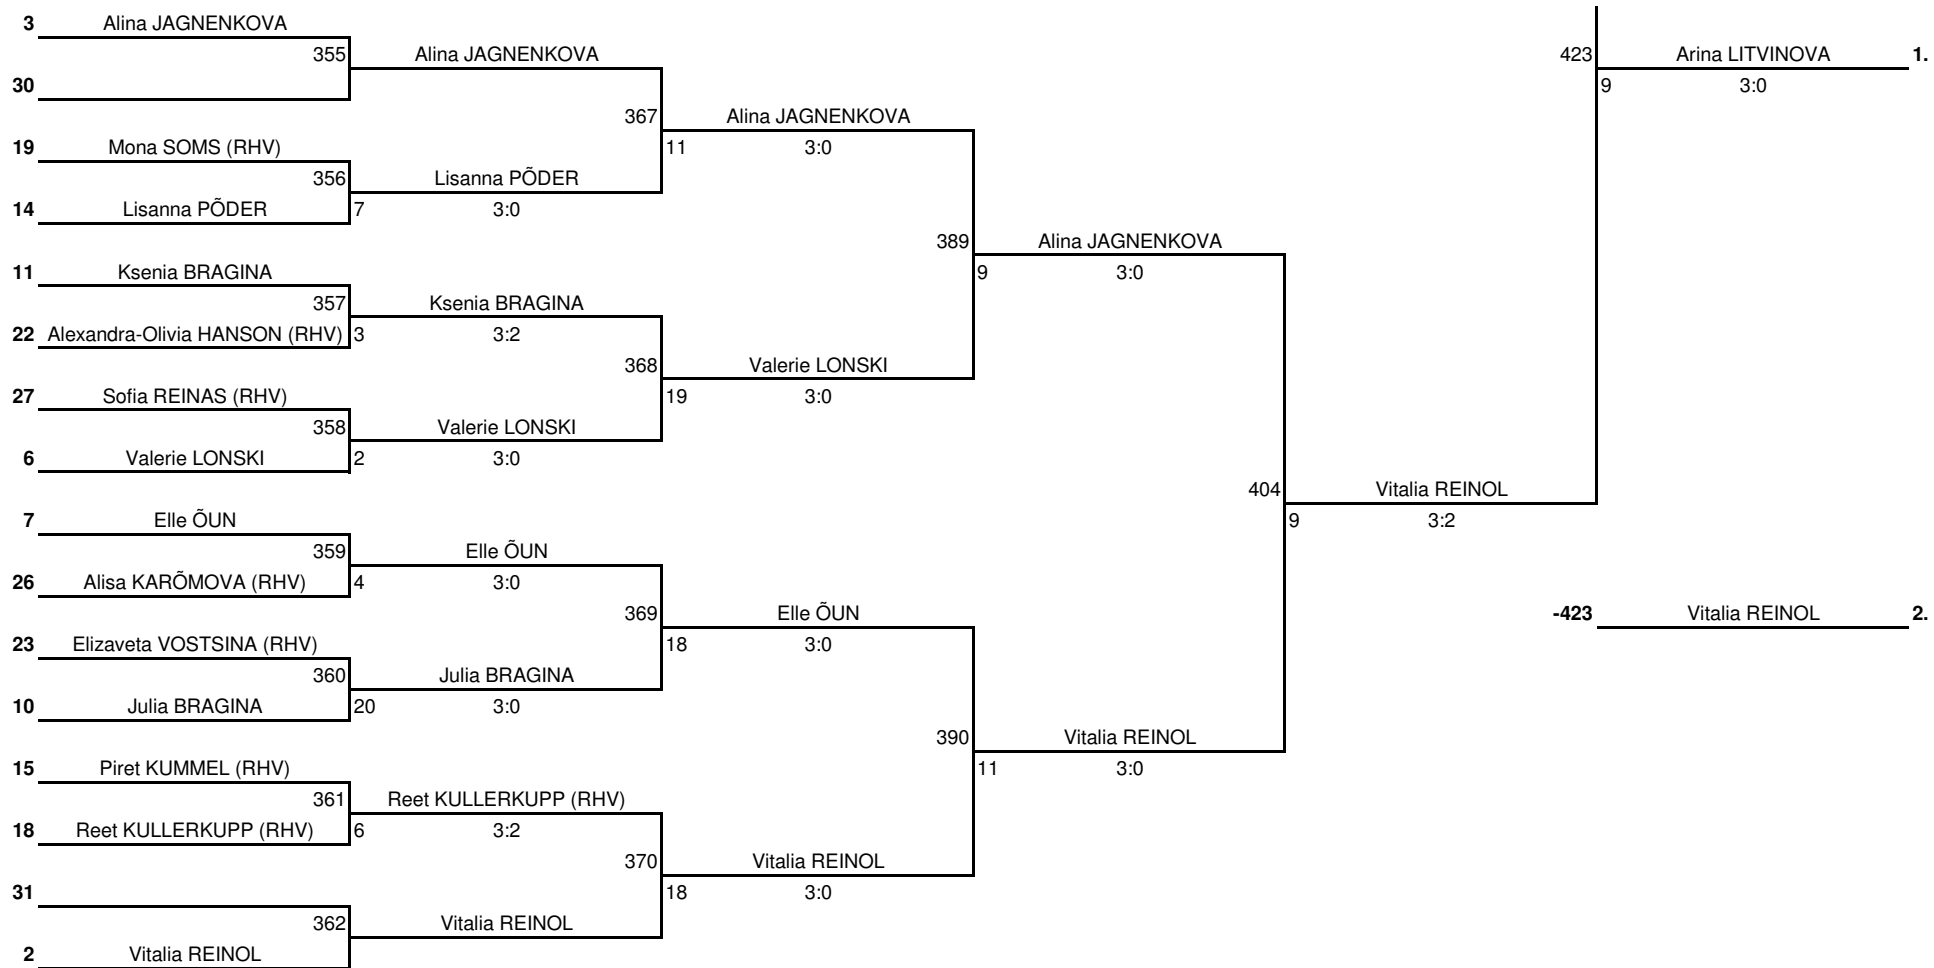 3 Alina JAGNENKOVA
355 Alina JAGNENKOVA 423 Arina LITVINOVA 1.
30 9 3:0
367 Alina JAGNENKOVA
19 Mona SOMS (RHV) 11 3:0
356 Lisanna PÕDER
14 Lisanna PÕDER 7 3:0
389 Alina JAGNENKOVA
11 Ksenia BRAGINA 9 3:0
357 Ksenia BRAGINA
22 Alexandra-Olivia HANSON (RHV) 3 3:2
368 Valerie LONSKI
27 Sofia REINAS (RHV) 19 3:0
358 Valerie LONSKI
6 Valerie LONSKI 2 3:0
404 Vitalia REINOL
7 Elle ÕUN 9 3:2
359 Elle ÕUN
26 Alisa KARÕMOVA (RHV) 4 3:0
369 Elle ÕUN -423 Vitalia REINOL 2.
23 Elizaveta VOSTSINA (RHV) 18 3:0
360 Julia BRAGINA
10 Julia BRAGINA 20 3:0
390 Vitalia REINOL
15 Piret KUMMEL (RHV) 11 3:0
361 Reet KULLERKUPP (RHV)
18 Reet KULLERKUPP (RHV) 6 3:2
370 Vitalia REINOL
31 18 3:0
362 Vitalia REINOL
2 Vitalia REINOL